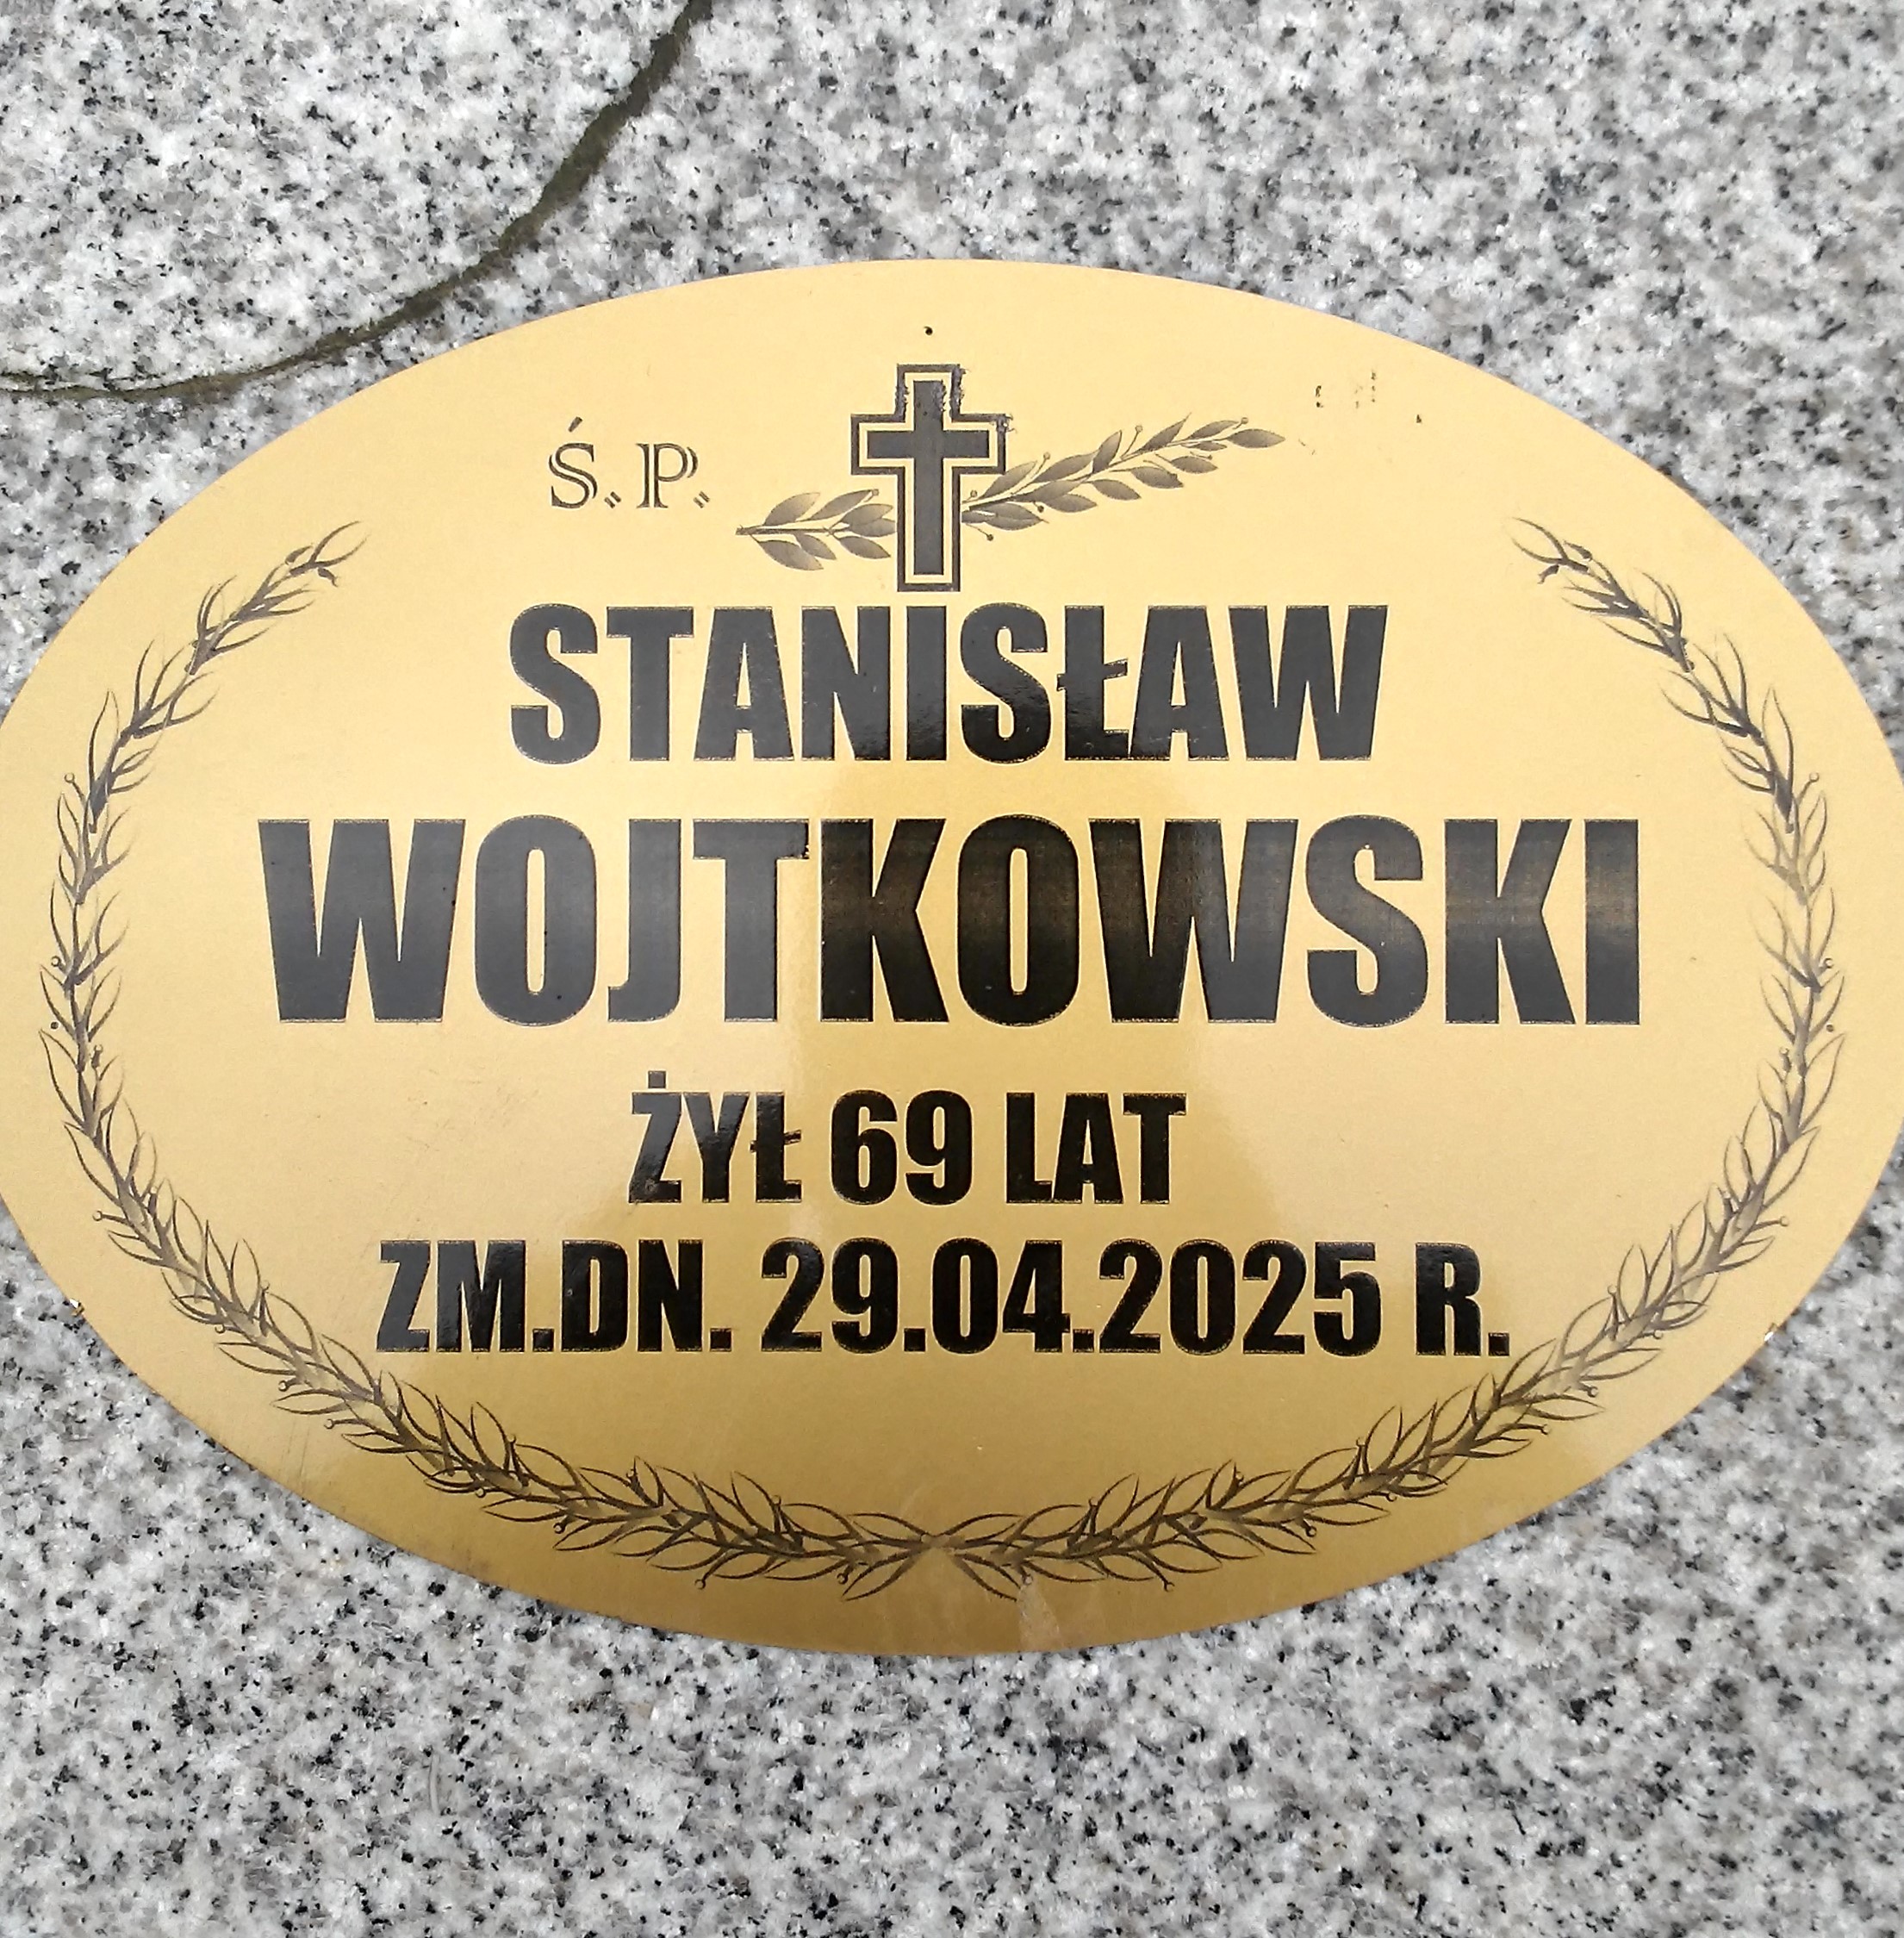 Ś. P.
STANISŁAW
WOJTKOWSKI
ŻYŁ 69 LAT
ZM.DN. 29.04.2025 R.